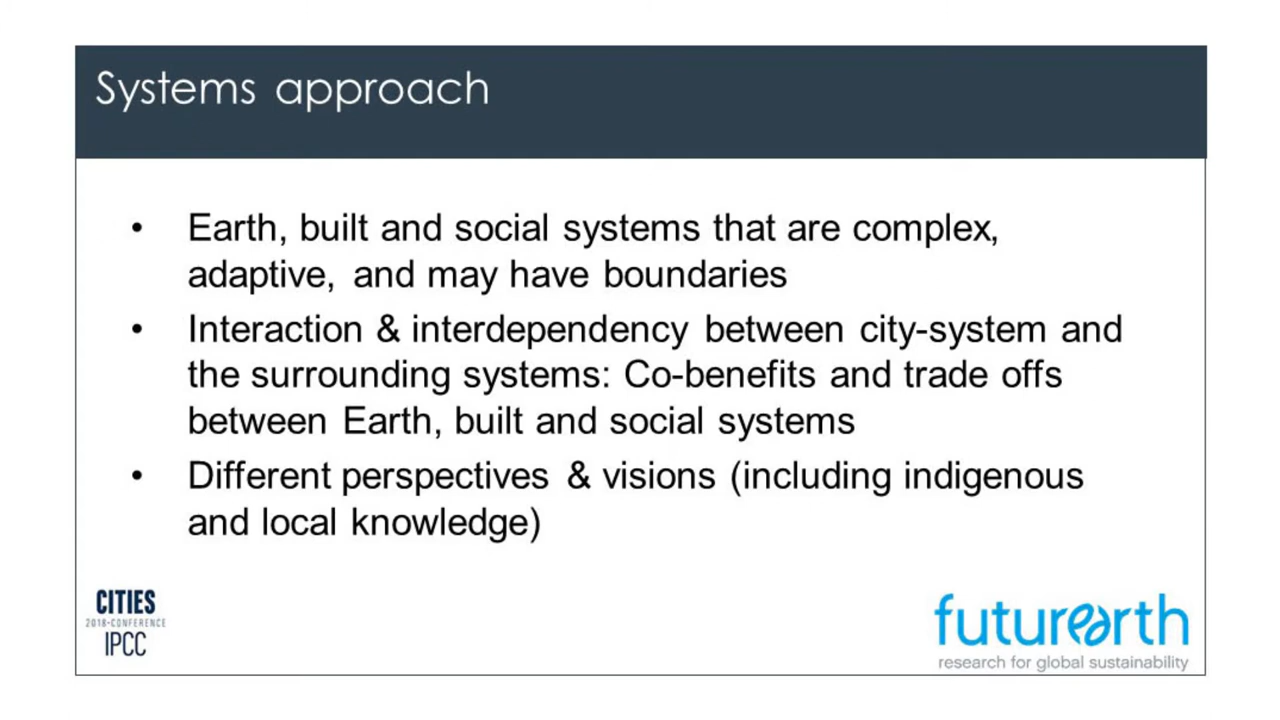 Systems approach
• Earth, built and social systems that are complex,
adaptive, and may have boundaries
• Interaction & interdependency between city-system and
the surrounding systems: Co-benefits and trade offs
between Earth, built and social systems
• Different perspectives & visions (including indigenous
and local knowledge)
CITIES
2018·CONFERENCE
IPCC
futurearth
research for global sustainability